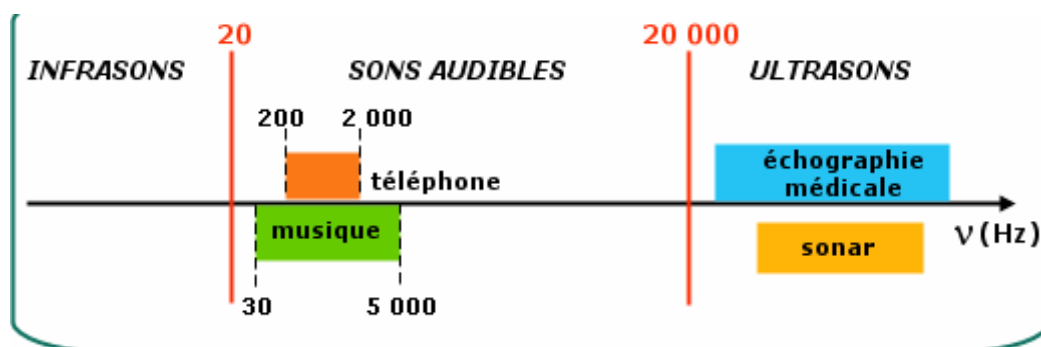 20
20 000
INFRASONS
SONS AUDIBLES
ULTRASONS
200
2 000
téléphone
échographie
médicale
musique
sonar
ν (Hz)
30
5 000